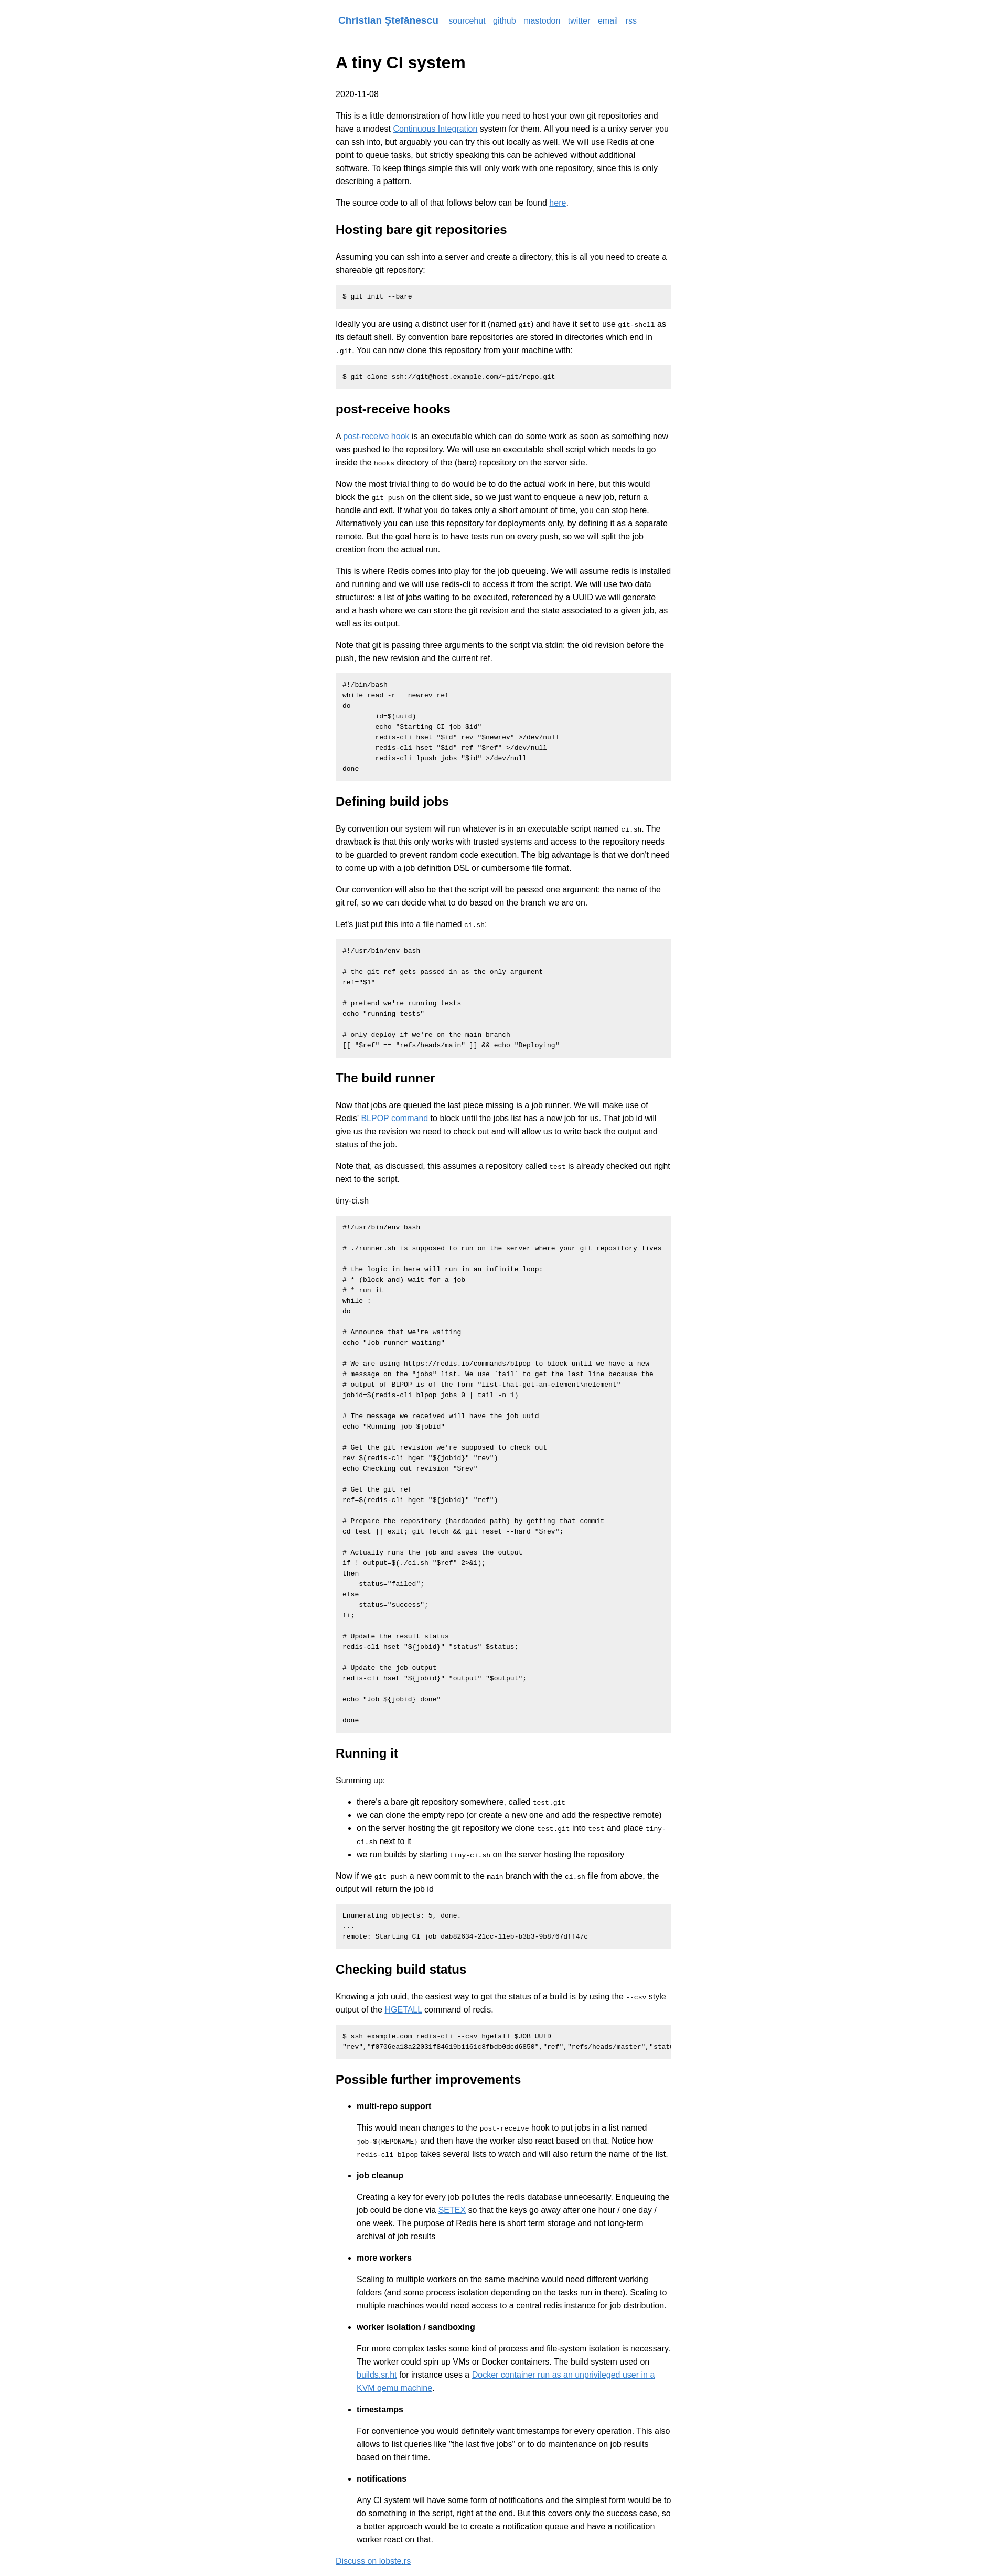 Christian Ștefănescu sourcehut github mastodon twitter email rss
A tiny CI system
2020-11-08
This is a little demonstration of how little you need to host your own git repositories and
have a modest Continuous Integration system for them. All you need is a unixy server you
can ssh into, but arguably you can try this out locally as well. We will use Redis at one
point to queue tasks, but strictly speaking this can be achieved without additional
software. To keep things simple this will only work with one repository, since this is only
describing a pattern.
The source code to all of that follows below can be found here.
Hosting bare git repositories
Assuming you can ssh into a server and create a directory, this is all you need to create a
shareable git repository:
$ git init --bare
Ideally you are using a distinct user for it (named git) and have it set to use git-shell as
its default shell. By convention bare repositories are stored in directories which end in
.git. You can now clone this repository from your machine with:
$ git clone ssh://git@host.example.com/~git/repo.git
post-receive hooks
A post-receive hook is an executable which can do some work as soon as something new
was pushed to the repository. We will use an executable shell script which needs to go
inside the hooks directory of the (bare) repository on the server side.
Now the most trivial thing to do would be to do the actual work in here, but this would
block the git push on the client side, so we just want to enqueue a new job, return a
handle and exit. If what you do takes only a short amount of time, you can stop here.
Alternatively you can use this repository for deployments only, by defining it as a separate
remote. But the goal here is to have tests run on every push, so we will split the job
creation from the actual run.
This is where Redis comes into play for the job queueing. We will assume redis is installed
and running and we will use redis-cli to access it from the script. We will use two data
structures: a list of jobs waiting to be executed, referenced by a UUID we will generate
and a hash where we can store the git revision and the state associated to a given job, as
well as its output.
Note that git is passing three arguments to the script via stdin: the old revision before the
push, the new revision and the current ref.
#!/bin/bash
while read -r _ newrev ref
do
id=$(uuid)
echo "Starting CI job $id"
redis-cli hset "$id" rev "$newrev" >/dev/null
redis-cli hset "$id" ref "$ref" >/dev/null
redis-cli lpush jobs "$id" >/dev/null
done
Defining build jobs
By convention our system will run whatever is in an executable script named ci.sh. The
drawback is that this only works with trusted systems and access to the repository needs
to be guarded to prevent random code execution. The big advantage is that we don't need
to come up with a job definition DSL or cumbersome file format.
Our convention will also be that the script will be passed one argument: the name of the
git ref, so we can decide what to do based on the branch we are on.
Let's just put this into a file named ci.sh:
#!/usr/bin/env bash
# the git ref gets passed in as the only argument
ref="$1"
# pretend we're running tests
echo "running tests"
# only deploy if we're on the main branch
[[ "$ref" == "refs/heads/main" ]] && echo "Deploying"
The build runner
Now that jobs are queued the last piece missing is a job runner. We will make use of
Redis' BLPOP command to block until the jobs list has a new job for us. That job id will
give us the revision we need to check out and will allow us to write back the output and
status of the job.
Note that, as discussed, this assumes a repository called test is already checked out right
next to the script.
tiny-ci.sh
#!/usr/bin/env bash
# ./runner.sh is supposed to run on the server where your git repository lives
# the logic in here will run in an infinite loop:
# * (block and) wait for a job
# * run it
while :
do
# Announce that we're waiting
echo "Job runner waiting"
# We are using https://redis.io/commands/blpop to block until we have a new
# message on the "jobs" list. We use `tail` to get the last line because the
# output of BLPOP is of the form "list-that-got-an-element\nelement"
jobid=$(redis-cli blpop jobs 0 | tail -n 1)
# The message we received will have the job uuid
echo "Running job $jobid"
# Get the git revision we're supposed to check out
rev=$(redis-cli hget "${jobid}" "rev")
echo Checking out revision "$rev"
# Get the git ref
ref=$(redis-cli hget "${jobid}" "ref")
# Prepare the repository (hardcoded path) by getting that commit
cd test || exit; git fetch && git reset --hard "$rev";
# Actually runs the job and saves the output
if ! output=$(./ci.sh "$ref" 2>&1);
then
status="failed";
else
status="success";
fi;
# Update the result status
redis-cli hset "${jobid}" "status" $status;
# Update the job output
redis-cli hset "${jobid}" "output" "$output";
echo "Job ${jobid} done"
done
Running it
Summing up:
• there's a bare git repository somewhere, called test.git
• we can clone the empty repo (or create a new one and add the respective remote)
• on the server hosting the git repository we clone test.git into test and place tiny-
ci.sh next to it
• we run builds by starting tiny-ci.sh on the server hosting the repository
Now if we git push a new commit to the main branch with the ci.sh file from above, the
output will return the job id
Enumerating objects: 5, done.
...
remote: Starting CI job dab82634-21cc-11eb-b3b3-9b8767dff47c
Checking build status
Knowing a job uuid, the easiest way to get the status of a build is by using the --csv style
output of the HGETALL command of redis.
$ ssh example.com redis-cli --csv hgetall $JOB_UUID
"rev","f0706ea18a22031f84619b1161c8fbdb0dcd6850","ref","refs/heads/master","statu
Possible further improvements
• multi-repo support
This would mean changes to the post-receive hook to put jobs in a list named
job-${REPONAME} and then have the worker also react based on that. Notice how
redis-cli blpop takes several lists to watch and will also return the name of the list.
• job cleanup
Creating a key for every job pollutes the redis database unnecesarily. Enqueuing the
job could be done via SETEX so that the keys go away after one hour / one day /
one week. The purpose of Redis here is short term storage and not long-term
archival of job results
• more workers
Scaling to multiple workers on the same machine would need different working
folders (and some process isolation depending on the tasks run in there). Scaling to
multiple machines would need access to a central redis instance for job distribution.
• worker isolation / sandboxing
For more complex tasks some kind of process and file-system isolation is necessary.
The worker could spin up VMs or Docker containers. The build system used on
builds.sr.ht for instance uses a Docker container run as an unprivileged user in a
KVM qemu machine.
• timestamps
For convenience you would definitely want timestamps for every operation. This also
allows to list queries like "the last five jobs" or to do maintenance on job results
based on their time.
• notifications
Any CI system will have some form of notifications and the simplest form would be to
do something in the script, right at the end. But this covers only the success case, so
a better approach would be to create a notification queue and have a notification
worker react on that.
Discuss on lobste.rs